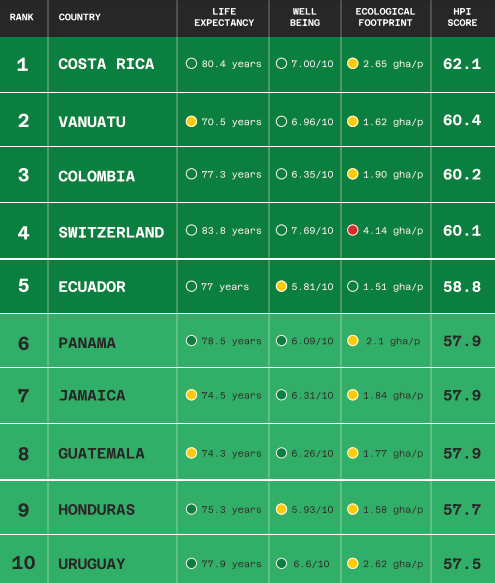 RANK COUNTRY LIFE EXPECTANCY WELL BEING ECOLOGICAL FOOTPRINT HPI SCORE
1 COSTA RICA 80.4 years 7.00/10 2.65 gha/p 62.1
2 VANUATU 70.5 years 6.96/10 1.62 gha/p 60.4
3 COLOMBIA 77.3 years 6.35/10 1.90 gha/p 60.2
4 SWITZERLAND 83.8 years 7.69/10 4.14 gha/p 60.1
5 ECUADOR 77 years 5.81/10 1.51 gha/p 58.8
6 PANAMA 78.5 years 6.09/10 2.1 gha/p 57.9
7 JAMAICA 74.5 years 6.31/10 1.84 gha/p 57.9
8 GUATEMALA 74.3 years 6.26/10 1.77 gha/p 57.9
9 HONDURAS 75.3 years 5.93/10 1.58 gha/p 57.7
10 URUGUAY 77.9 years 6.6/10 2.62 gha/p 57.5